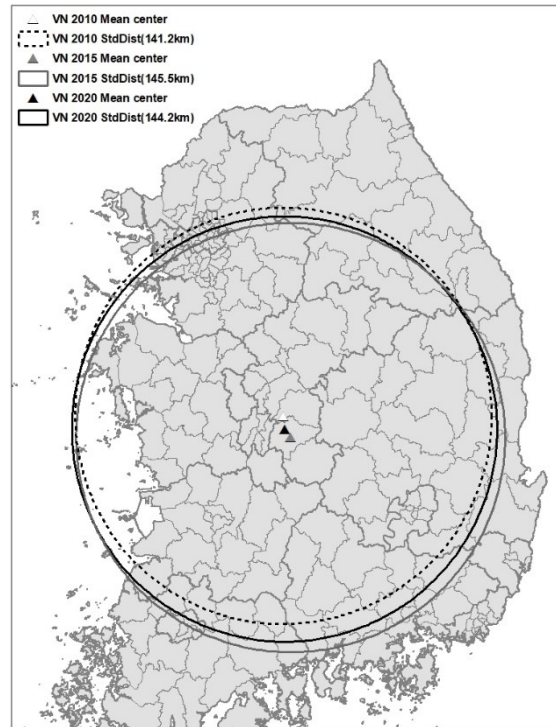 VN 2010 Mean center
VN 2010 StdDist(141.2km)
VN 2015 Mean center
VN 2015 StdDist(145.5km)
VN 2020 Mean center
VN 2020 StdDist(144.2km)